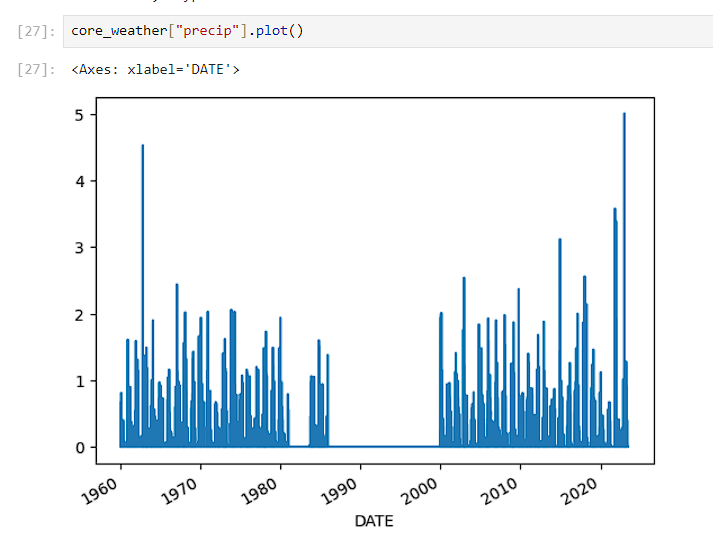 [27]: core_weather["precip"].plot()
[27]: <Axes: xlabel='DATE'>
5
4
3
2
1
0
1960 1970 1980 1990 2000 2010 2020
DATE